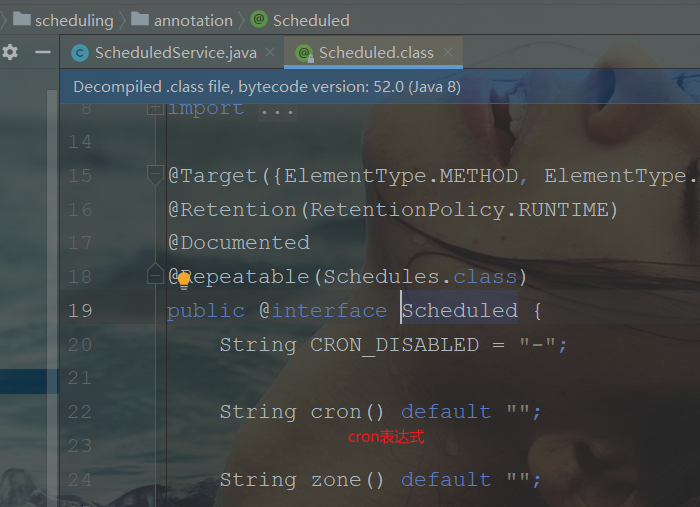 scheduling annotation Scheduled
ScheduledService.java Scheduled.class
Decompiled .class file, bytecode version: 52.0 (Java 8)
8 import ...
14
15 @Target({ElementType.METHOD, ElementType.
16 @Retention(RetentionPolicy.RUNTIME)
17 @Documented
18 @Repeatable(Schedules.class)
19 public @interface Scheduled {
20 String CRON_DISABLED = "-";
21
22 String cron() default "";
cron表达式
23
24 String zone() default "";